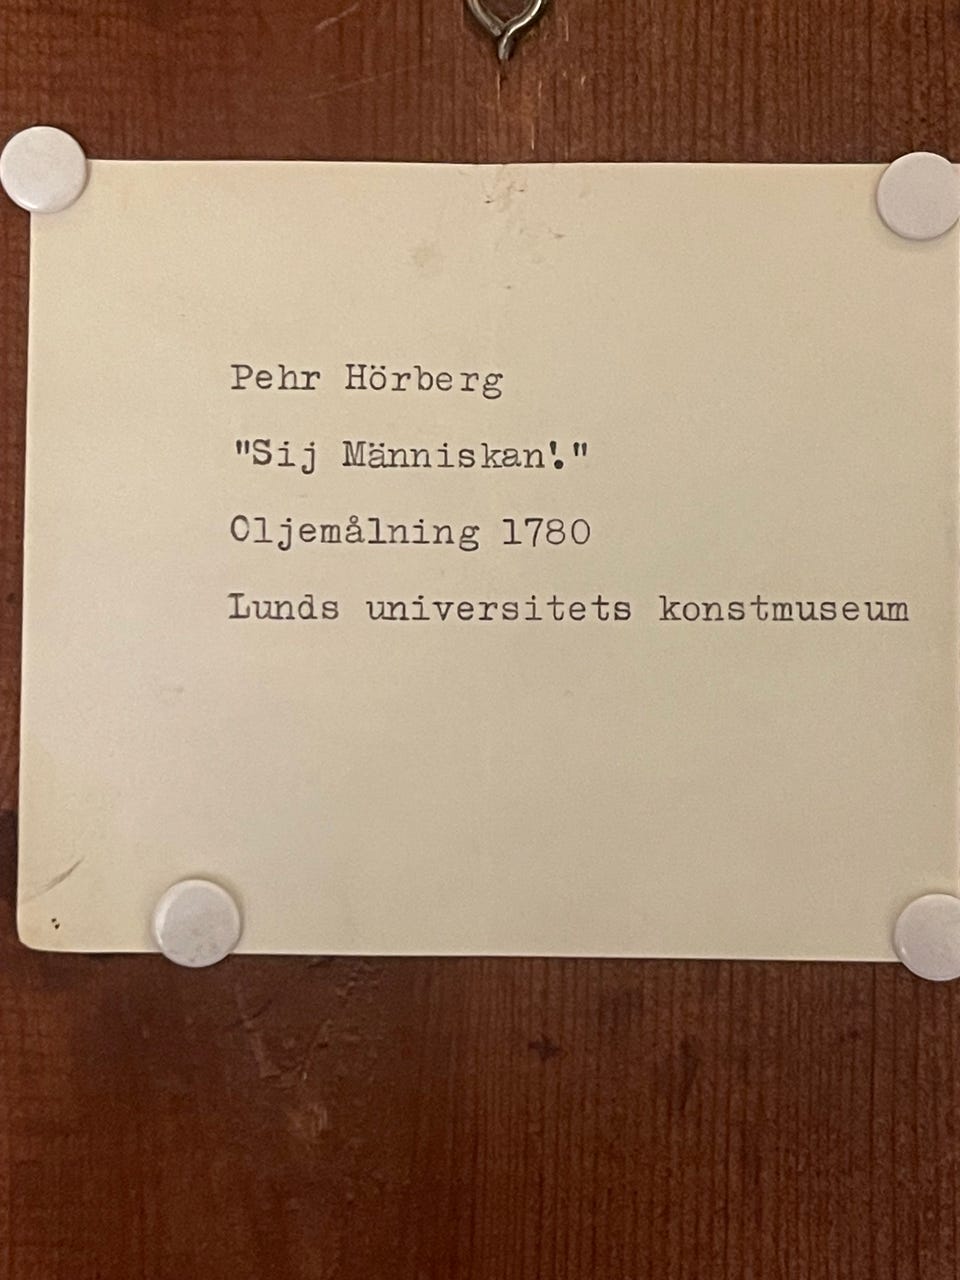 Pehr Hörberg
"Sij Människan!."
Oljemålning 1780
Lunds universitets konstmuseum